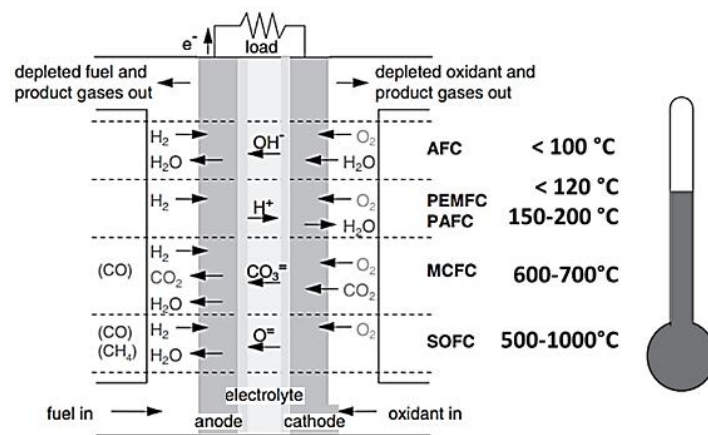 e⁻
load
depleted fuel and
product gases out
depleted oxidant and
product gases out
H₂
OH⁻
O₂
AFC
< 100 °C
H₂O
H₂O
< 120 °C
H₂
H⁺
O₂
PEMFC
H₂O
PAFC
150-200 °C
H₂
(CO)
CO₂
CO₃⁼
O₂
MCFC
600-700°C
CO₂
H₂O
(CO)
H₂
O⁼
O₂
SOFC
500-1000°C
(CH₄)
H₂O
electrolyte
fuel in
anode
cathode
oxidant in